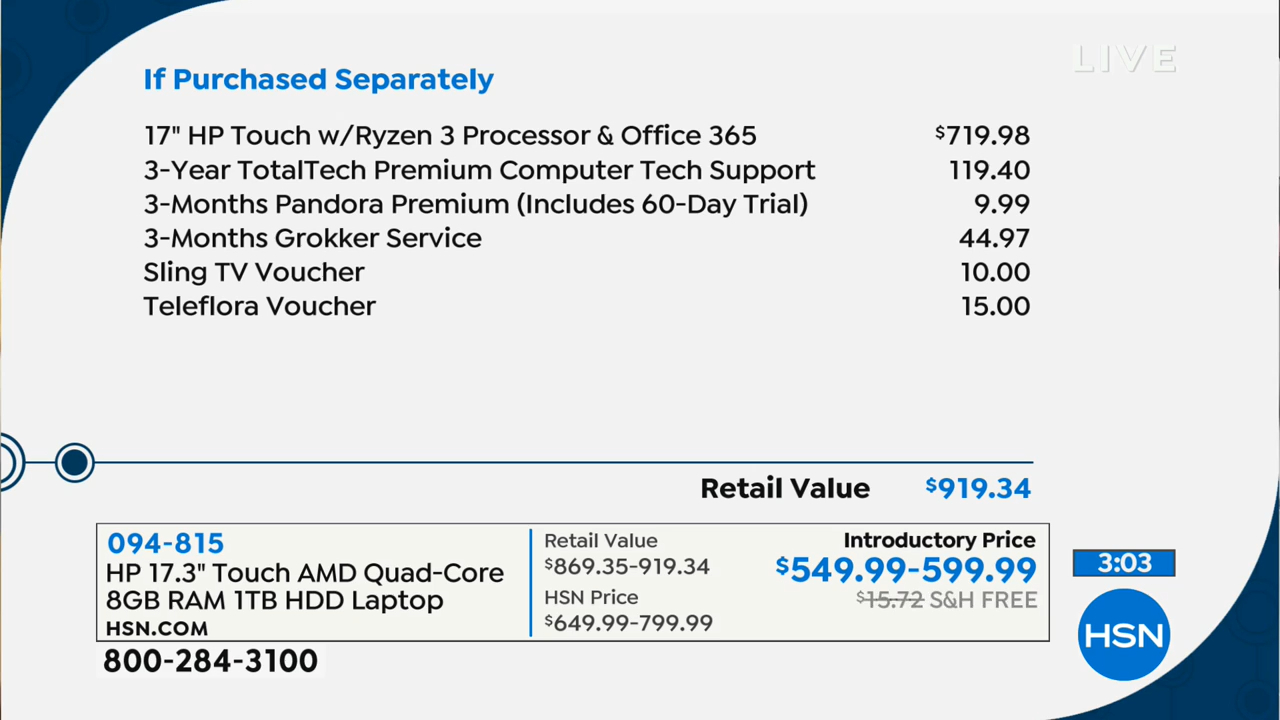 LIVE
If Purchased Separately
17" HP Touch w/Ryzen 3 Processor & Office 365 $719.98
3-Year TotalTech Premium Computer Tech Support 119.40
3-Months Pandora Premium (Includes 60-Day Trial) 9.99
3-Months Grokker Service 44.97
Sling TV Voucher 10.00
Teleflora Voucher 15.00
Retail Value $919.34
094-815
HP 17.3" Touch AMD Quad-Core
8GB RAM 1TB HDD Laptop
HSN.COM
Retail Value
$869.35-919.34
HSN Price
$649.99-799.99
Introductory Price
$549.99-599.99
$15.72 S&H FREE
3:03
HSN
800-284-3100